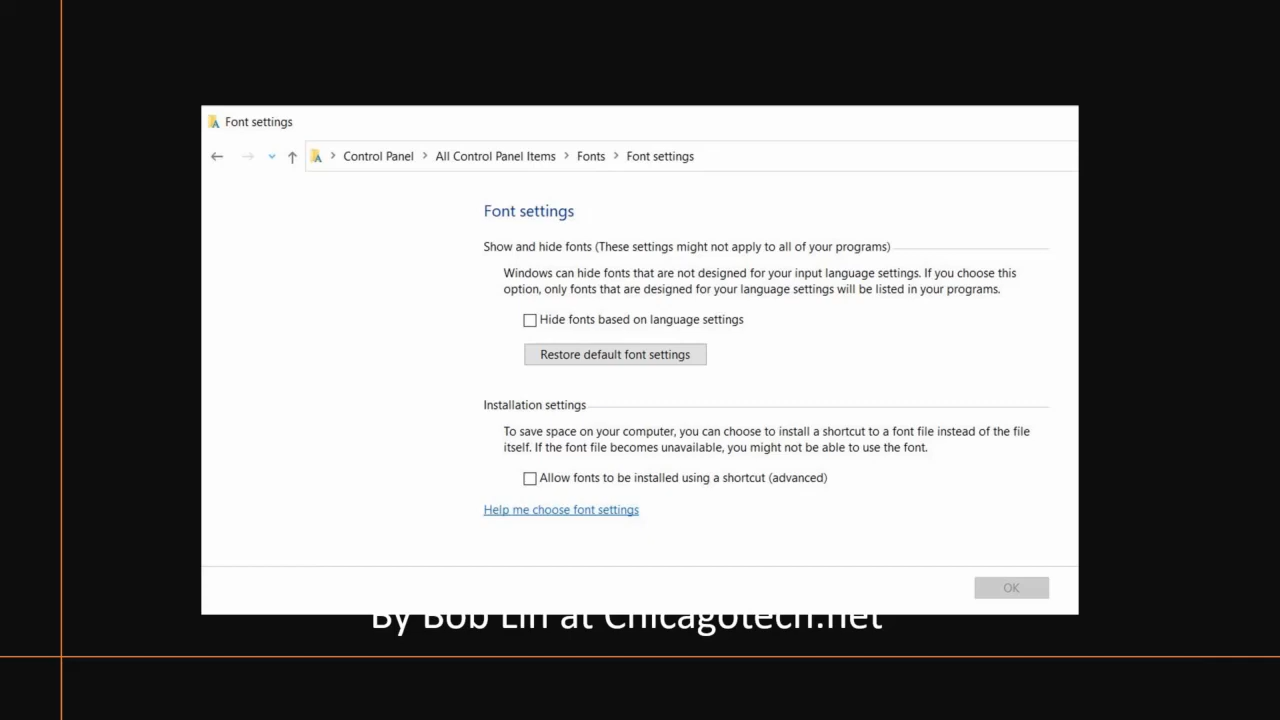 Font settings
Control Panel All Control Panel Items Fonts Font settings
Font settings
Show and hide fonts (These settings might not apply to all of your programs)
Windows can hide fonts that are not designed for your input language settings. If you choose this
option, only fonts that are designed for your language settings will be listed in your programs.
Hide fonts based on language settings
Restore default font settings
Installation settings
To save space on your computer, you can choose to install a shortcut to a font file instead of the file
itself. If the font file becomes unavailable, you might not be able to use the font.
Allow fonts to be installed using a shortcut (advanced)
Help me choose font settings
OK
By Bob Lin at Chicagotech.net